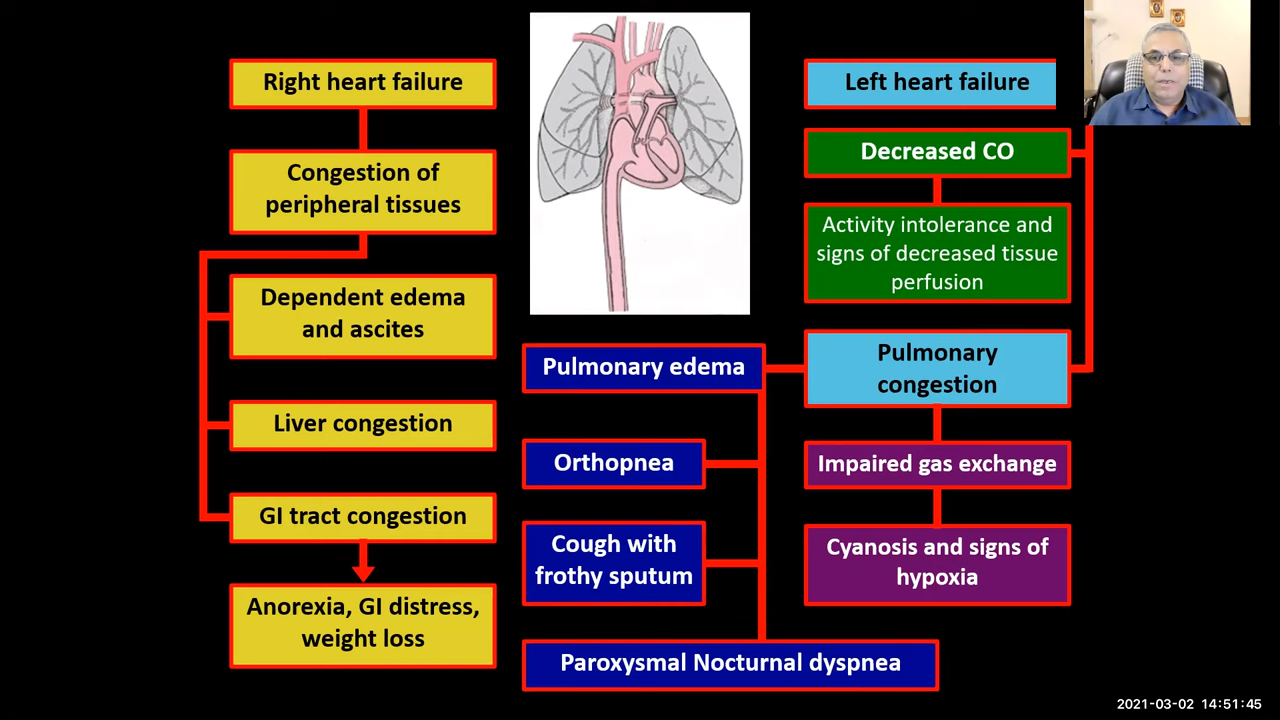 Right heart failure
Congestion of
peripheral tissues
Dependent edema
and ascites
Liver congestion
GI tract congestion
Anorexia, GI distress,
weight loss
Left heart failure
Decreased CO
Activity intolerance and
signs of decreased tissue
perfusion
Pulmonary
congestion
Pulmonary edema
Orthopnea
Cough with
frothy sputum
Paroxysmal Nocturnal dyspnea
Impaired gas exchange
Cyanosis and signs of
hypoxia
2021-03-02 14:51:45